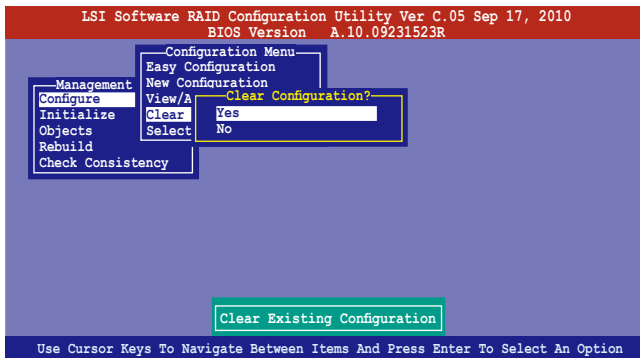 LSI Software RAID Configuration Utility Ver C.05 Sep 17, 2010
BIOS Version A.10.09231523R
Configuration Menu
Easy Configuration
New Configuration
View/A
Clear
Select
Management
Configure
Initialize
Objects
Rebuild
Check Consistency
Clear Configuration?
Yes
No
Clear Existing Configuration
Use Cursor Keys To Navigate Between Items And Press Enter To Select An Option